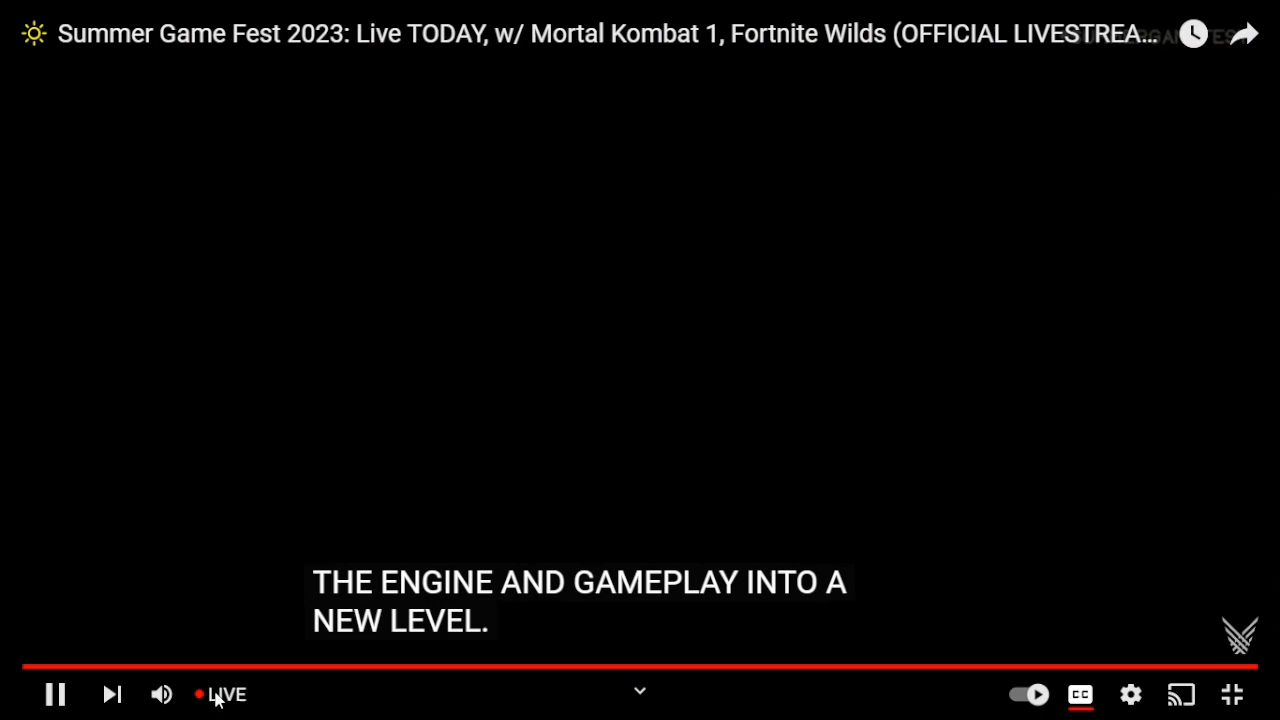 Summer Game Fest 2023: Live TODAY, w/ Mortal Kombat 1, Fortnite Wilds (OFFICIAL LIVESTREA...
THE ENGINE AND GAMEPLAY INTO A
NEW LEVEL.
LIVE
CC